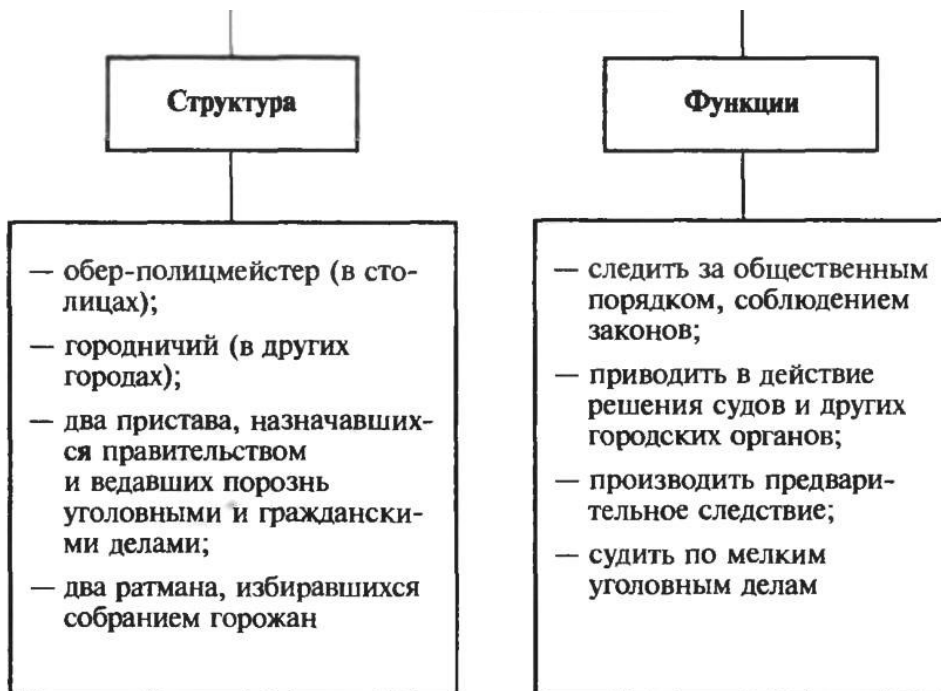 Структура
— обер-полицмейстер (в сто-
лицах);
— городничий (в других
городах);
— два пристава, назначавших-
ся правительством
и ведавших порознь
уголовными и граждански-
ми делами;
— два ратмана, избиравшихся
собранием горожан
Функции
— следить за общественным
порядком, соблюдением
законов;
— приводить в действие
решения судов и других
городских органов;
— производить предвари-
тельное следствие;
— судить по мелким
уголовным делам